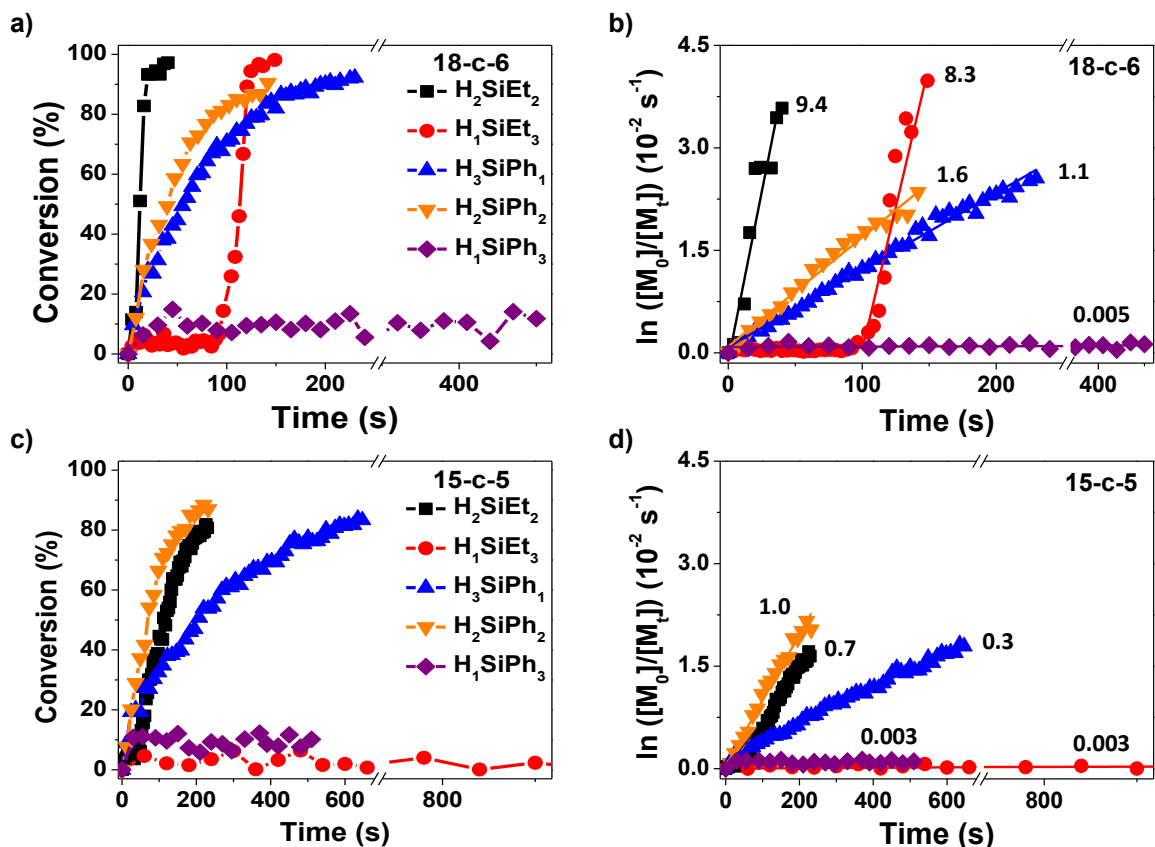 a)
18-c-6
Conversion (%)
100
80
60
40
20
0
H₂SiEt₂
H₁SiEt₃
H₃SiPh₁
H₂SiPh₂
H₁SiPh₃
0 100 200 400
Time (s)
b)
18-c-6
ln ([M₀]/[Mₜ]) (10⁻² s⁻¹)
4.5
3.0
1.5
0.0
9.4
8.3
1.6
1.1
0.005
0 100 200 400
Time (s)
c)
15-c-5
Conversion (%)
100
80
60
40
20
0
H₂SiEt₂
H₁SiEt₃
H₃SiPh₁
H₂SiPh₂
H₁SiPh₃
0 200 400 600 800
Time (s)
d)
15-c-5
ln ([M₀]/[Mₜ]) (10⁻² s⁻¹)
4.5
3.0
1.5
0.0
1.0
0.7
0.3
0.003
0.003
0 200 400 600 800
Time (s)